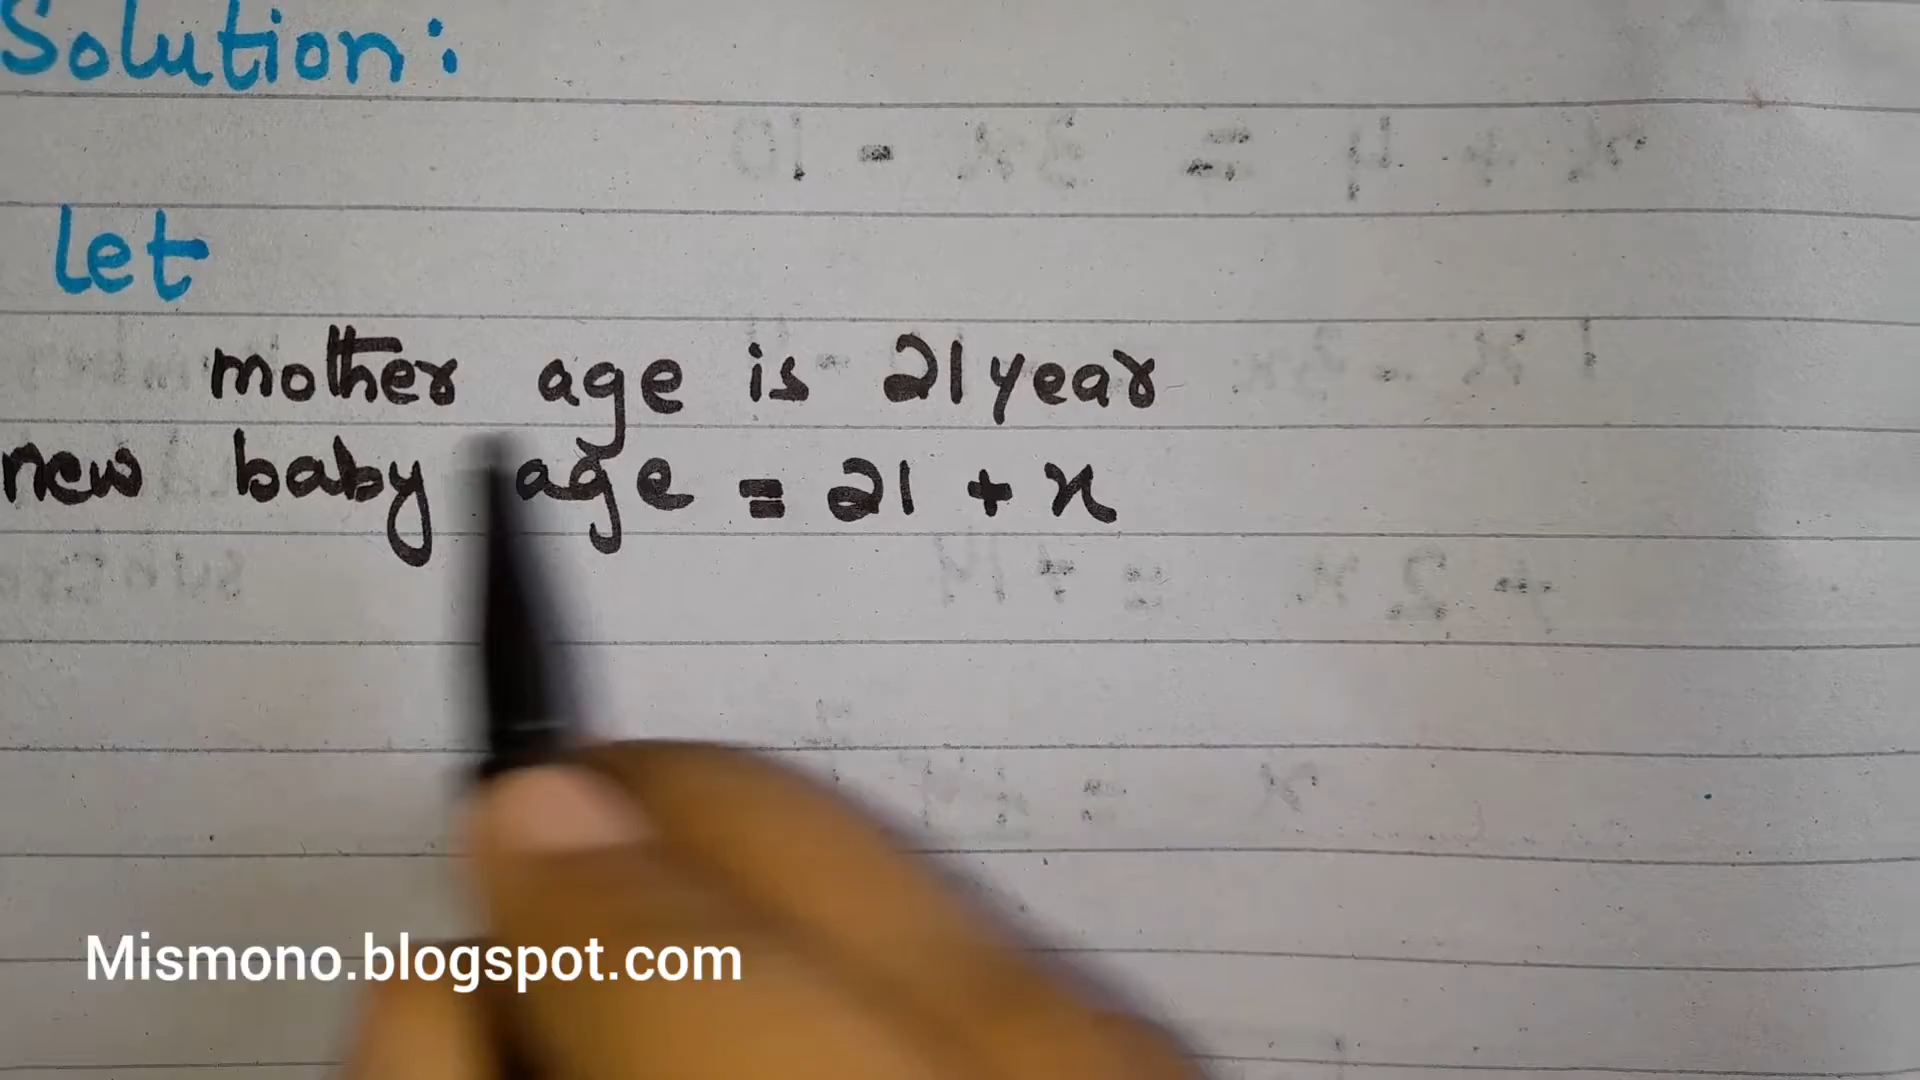 Solution:
let
mother age is 21 year
new baby age = 21 + x
Mismono.blogspot.com